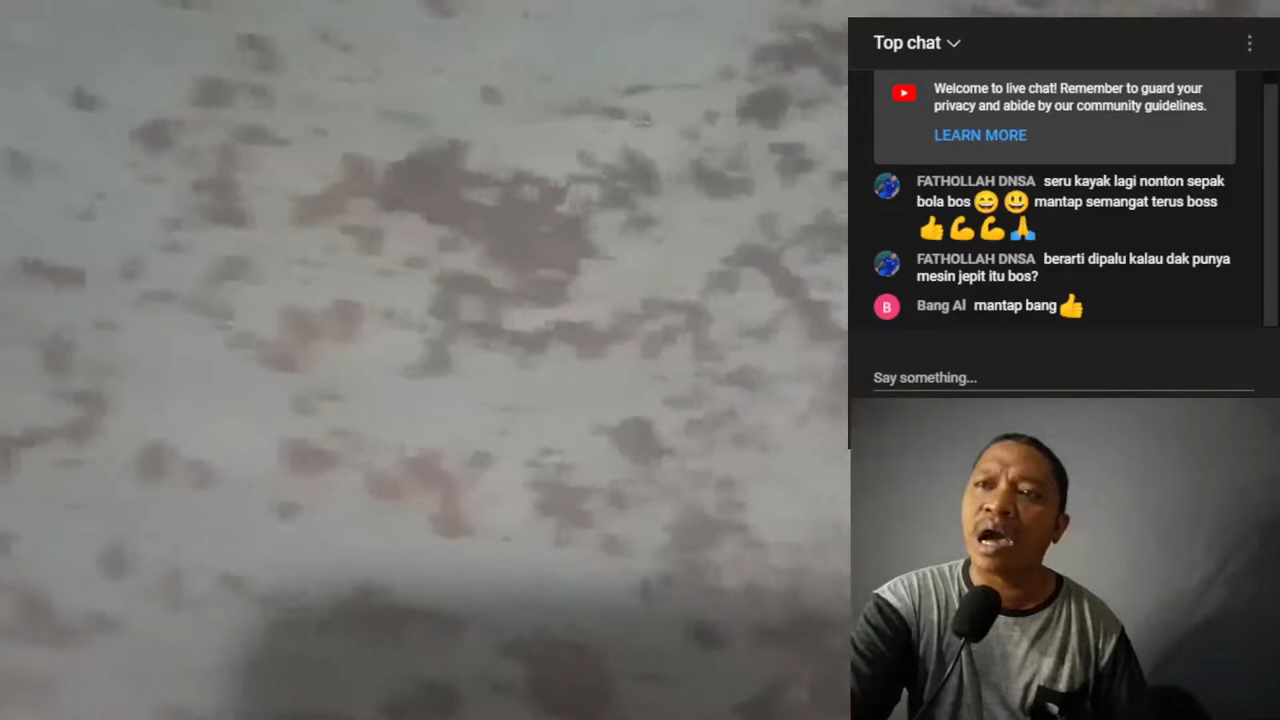 Top chat
Welcome to live chat! Remember to guard your
privacy and abide by our community guidelines.
LEARN MORE
FATHOLLAH DNSA seru kayak lagi nonton sepak
bola bos😄😃 mantap semangat terus boss
👍💪💪🙏
FATHOLLAH DNSA berarti dipalu kalau dak punya
mesin jepit itu bos?
B Bang Al mantap bang👍
Say something...